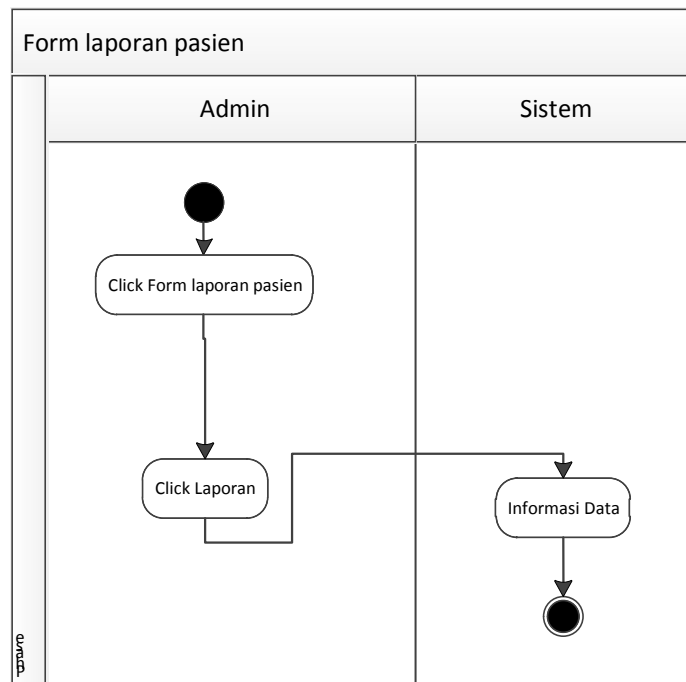 Form laporan pasien
Admin
Sistem
Click Form laporan pasien
Click Laporan
Informasi Data